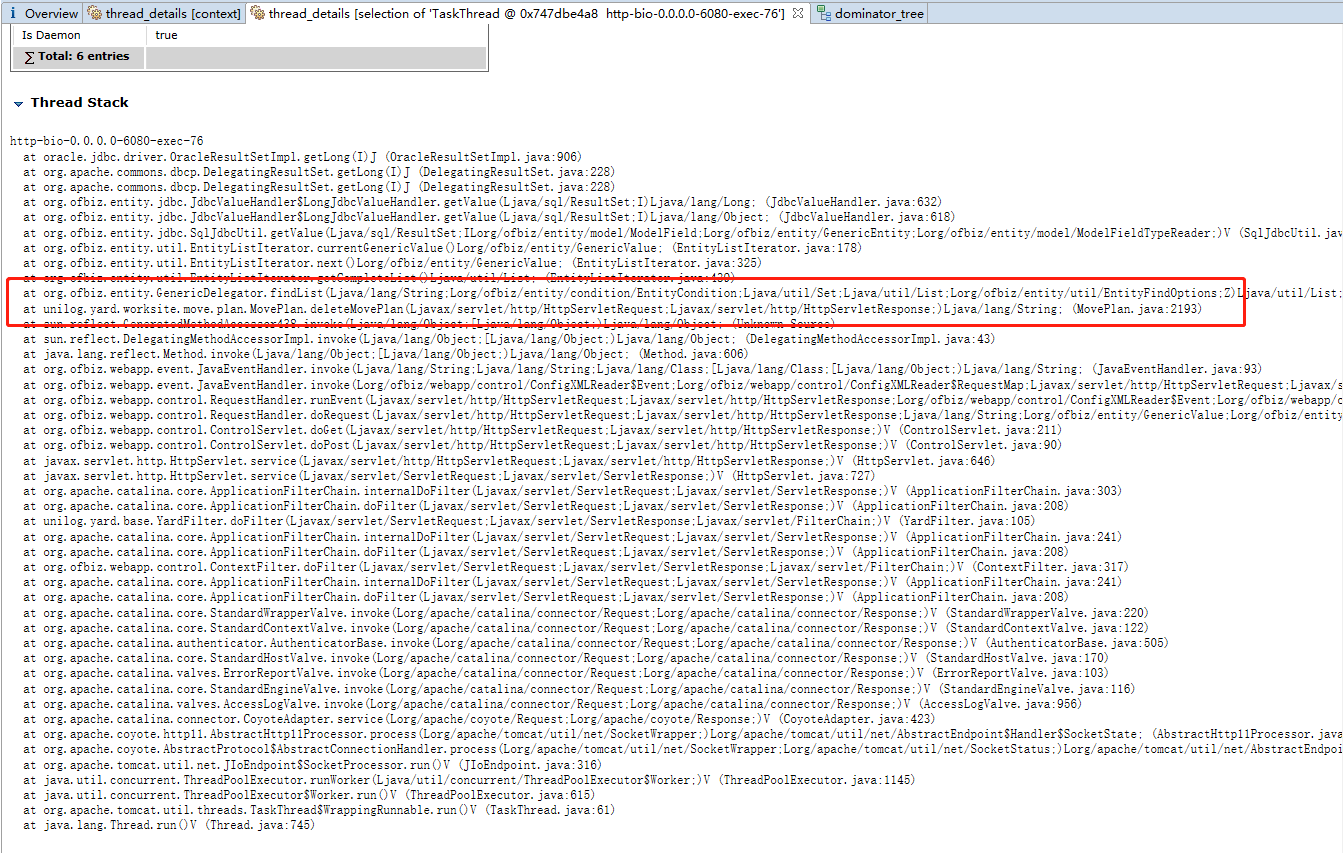 i Overview thread_details [context] thread_details [selection of 'TaskThread @ 0x747dbe4a8 http-bio-0.0.0.0-6080-exec-76'] dominator_tree
Is Daemon true
∑ Total: 6 entries
Thread Stack
http-bio-0.0.0.0-6080-exec-76
at oracle.jdbc.driver.OracleResultSetImpl.getLong(I)J (OracleResultSetImpl.java:906)
at org.apache.commons.dbcp.DelegatingResultSet.getLong(I)J (DelegatingResultSet.java:228)
at org.apache.commons.dbcp.DelegatingResultSet.getLong(I)J (DelegatingResultSet.java:228)
at org.ofbiz.entity.jdbc.JdbcValueHandler$LongJdbcValueHandler.getValue(Ljava/sql/ResultSet;I)Ljava/lang/Long; (JdbcValueHandler.java:632)
at org.ofbiz.entity.jdbc.JdbcValueHandler$LongJdbcValueHandler.getValue(Ljava/sql/ResultSet;I)Ljava/lang/Object; (JdbcValueHandler.java:618)
at org.ofbiz.entity.jdbc.SqlJdbcUtil.getValue(Ljava/sql/ResultSet;ILorg/ofbiz/entity/model/ModelField;Lorg/ofbiz/entity/GenericEntity;Lorg/ofbiz/entity/model/ModelFieldTypeReader;)V (SqlJdbcUtil.jav
at org.ofbiz.entity.util.EntityListIterator.currentGenericValue()Lorg/ofbiz/entity/GenericValue; (EntityListIterator.java:178)
at org.ofbiz.entity.util.EntityListIterator.next()Lorg/ofbiz/entity/GenericValue; (EntityListIterator.java:325)
at org.ofbiz.entity.util.EntityListIterator.getCompleteList()Ljava/util/List; (EntityListIterator.java:439)
at org.ofbiz.entity.GenericDelegator.findList(Ljava/lang/String;Lorg/ofbiz/entity/condition/EntityCondition;Ljava/util/Set;Ljava/util/List;Lorg/ofbiz/entity/util/EntityFindOptions;Z)Ljava/util/List;
at unilog.yard.worksite.move.plan.MovePlan.deleteMovePlan(Ljavax/servlet/http/HttpServletRequest;Ljavax/servlet/http/HttpServletResponse;)Ljava/lang/String; (MovePlan.java:2193)
at sun.reflect.GeneratedMethodAccessor438.invoke(Ljava/lang/Object;[Ljava/lang/Object;)Ljava/lang/Object; (Unknown Source)
at sun.reflect.DelegatingMethodAccessorImpl.invoke(Ljava/lang/Object;[Ljava/lang/Object;)Ljava/lang/Object; (DelegatingMethodAccessorImpl.java:43)
at java.lang.reflect.Method.invoke(Ljava/lang/Object;[Ljava/lang/Object;)Ljava/lang/Object; (Method.java:606)
at org.ofbiz.webapp.event.JavaEventHandler.invoke(Ljava/lang/String;Ljava/lang/String;Ljava/lang/Class;[Ljava/lang/Class;[Ljava/lang/Object;)Ljava/lang/String; (JavaEventHandler.java:93)
at org.ofbiz.webapp.event.JavaEventHandler.invoke(Lorg/ofbiz/webapp/control/ConfigXMLReader$Event;Lorg/ofbiz/webapp/control/ConfigXMLReader$RequestMap;Ljavax/servlet/http/HttpServletRequest;Ljavax/s
at org.ofbiz.webapp.control.RequestHandler.runEvent(Ljavax/servlet/http/HttpServletRequest;Ljavax/servlet/http/HttpServletResponse;Lorg/ofbiz/webapp/control/ConfigXMLReader$Event;Lorg/ofbiz/webapp/c
at org.ofbiz.webapp.control.RequestHandler.doRequest(Ljavax/servlet/http/HttpServletRequest;Ljavax/servlet/http/HttpServletResponse;Ljava/lang/String;Lorg/ofbiz/entity/GenericValue;Lorg/ofbiz/entity
at org.ofbiz.webapp.control.ControlServlet.doGet(Ljavax/servlet/http/HttpServletRequest;Ljavax/servlet/http/HttpServletResponse;)V (ControlServlet.java:211)
at org.ofbiz.webapp.control.ControlServlet.doPost(Ljavax/servlet/http/HttpServletRequest;Ljavax/servlet/http/HttpServletResponse;)V (ControlServlet.java:90)
at javax.servlet.http.HttpServlet.service(Ljavax/servlet/http/HttpServletRequest;Ljavax/servlet/http/HttpServletResponse;)V (HttpServlet.java:646)
at javax.servlet.http.HttpServlet.service(Ljavax/servlet/ServletRequest;Ljavax/servlet/ServletResponse;)V (HttpServlet.java:727)
at org.apache.catalina.core.ApplicationFilterChain.internalDoFilter(Ljavax/servlet/ServletRequest;Ljavax/servlet/ServletResponse;)V (ApplicationFilterChain.java:303)
at org.apache.catalina.core.ApplicationFilterChain.doFilter(Ljavax/servlet/ServletRequest;Ljavax/servlet/ServletResponse;)V (ApplicationFilterChain.java:208)
at unilog.yard.base.YardFilter.doFilter(Ljavax/servlet/ServletRequest;Ljavax/servlet/ServletResponse;Ljavax/servlet/FilterChain;)V (YardFilter.java:105)
at org.apache.catalina.core.ApplicationFilterChain.internalDoFilter(Ljavax/servlet/ServletRequest;Ljavax/servlet/ServletResponse;)V (ApplicationFilterChain.java:241)
at org.apache.catalina.core.ApplicationFilterChain.doFilter(Ljavax/servlet/ServletRequest;Ljavax/servlet/ServletResponse;)V (ApplicationFilterChain.java:208)
at org.ofbiz.webapp.control.ContextFilter.doFilter(Ljavax/servlet/ServletRequest;Ljavax/servlet/ServletResponse;Ljavax/servlet/FilterChain;)V (ContextFilter.java:317)
at org.apache.catalina.core.ApplicationFilterChain.internalDoFilter(Ljavax/servlet/ServletRequest;Ljavax/servlet/ServletResponse;)V (ApplicationFilterChain.java:241)
at org.apache.catalina.core.ApplicationFilterChain.doFilter(Ljavax/servlet/ServletRequest;Ljavax/servlet/ServletResponse;)V (ApplicationFilterChain.java:208)
at org.apache.catalina.core.StandardWrapperValve.invoke(Lorg/apache/catalina/connector/Request;Lorg/apache/catalina/connector/Response;)V (StandardWrapperValve.java:220)
at org.apache.catalina.core.StandardContextValve.invoke(Lorg/apache/catalina/connector/Request;Lorg/apache/catalina/connector/Response;)V (StandardContextValve.java:122)
at org.apache.catalina.authenticator.AuthenticatorBase.invoke(Lorg/apache/catalina/connector/Request;Lorg/apache/catalina/connector/Response;)V (AuthenticatorBase.java:505)
at org.apache.catalina.core.StandardHostValve.invoke(Lorg/apache/catalina/connector/Request;Lorg/apache/catalina/connector/Response;)V (StandardHostValve.java:170)
at org.apache.catalina.valves.ErrorReportValve.invoke(Lorg/apache/catalina/connector/Request;Lorg/apache/catalina/connector/Response;)V (ErrorReportValve.java:103)
at org.apache.catalina.core.StandardEngineValve.invoke(Lorg/apache/catalina/connector/Request;Lorg/apache/catalina/connector/Response;)V (StandardEngineValve.java:116)
at org.apache.catalina.valves.AccessLogValve.invoke(Lorg/apache/catalina/connector/Request;Lorg/apache/catalina/connector/Response;)V (AccessLogValve.java:956)
at org.apache.catalina.connector.CoyoteAdapter.service(Lorg/apache/coyote/Request;Lorg/apache/coyote/Response;)V (CoyoteAdapter.java:423)
at org.apache.coyote.http11.AbstractHttp11Processor.process(Lorg/apache/tomcat/util/net/SocketWrapper;)Lorg/apache/tomcat/util/net/AbstractEndpoint$Handler$SocketState; (AbstractHttp11Processor.java
at org.apache.coyote.AbstractProtocol$AbstractConnectionHandler.process(Lorg/apache/tomcat/util/net/SocketWrapper;Lorg/apache/tomcat/util/net/SocketStatus;)Lorg/apache/tomcat/util/net/AbstractEndpoin
at org.apache.tomcat.util.net.JIoEndpoint$SocketProcessor.run()V (JIoEndpoint.java:316)
at java.util.concurrent.ThreadPoolExecutor.runWorker(Ljava/util/concurrent/ThreadPoolExecutor$Worker;)V (ThreadPoolExecutor.java:1145)
at java.util.concurrent.ThreadPoolExecutor$Worker.run()V (ThreadPoolExecutor.java:615)
at org.apache.tomcat.util.threads.TaskThread$WrappingRunnable.run()V (TaskThread.java:61)
at java.lang.Thread.run()V (Thread.java:745)